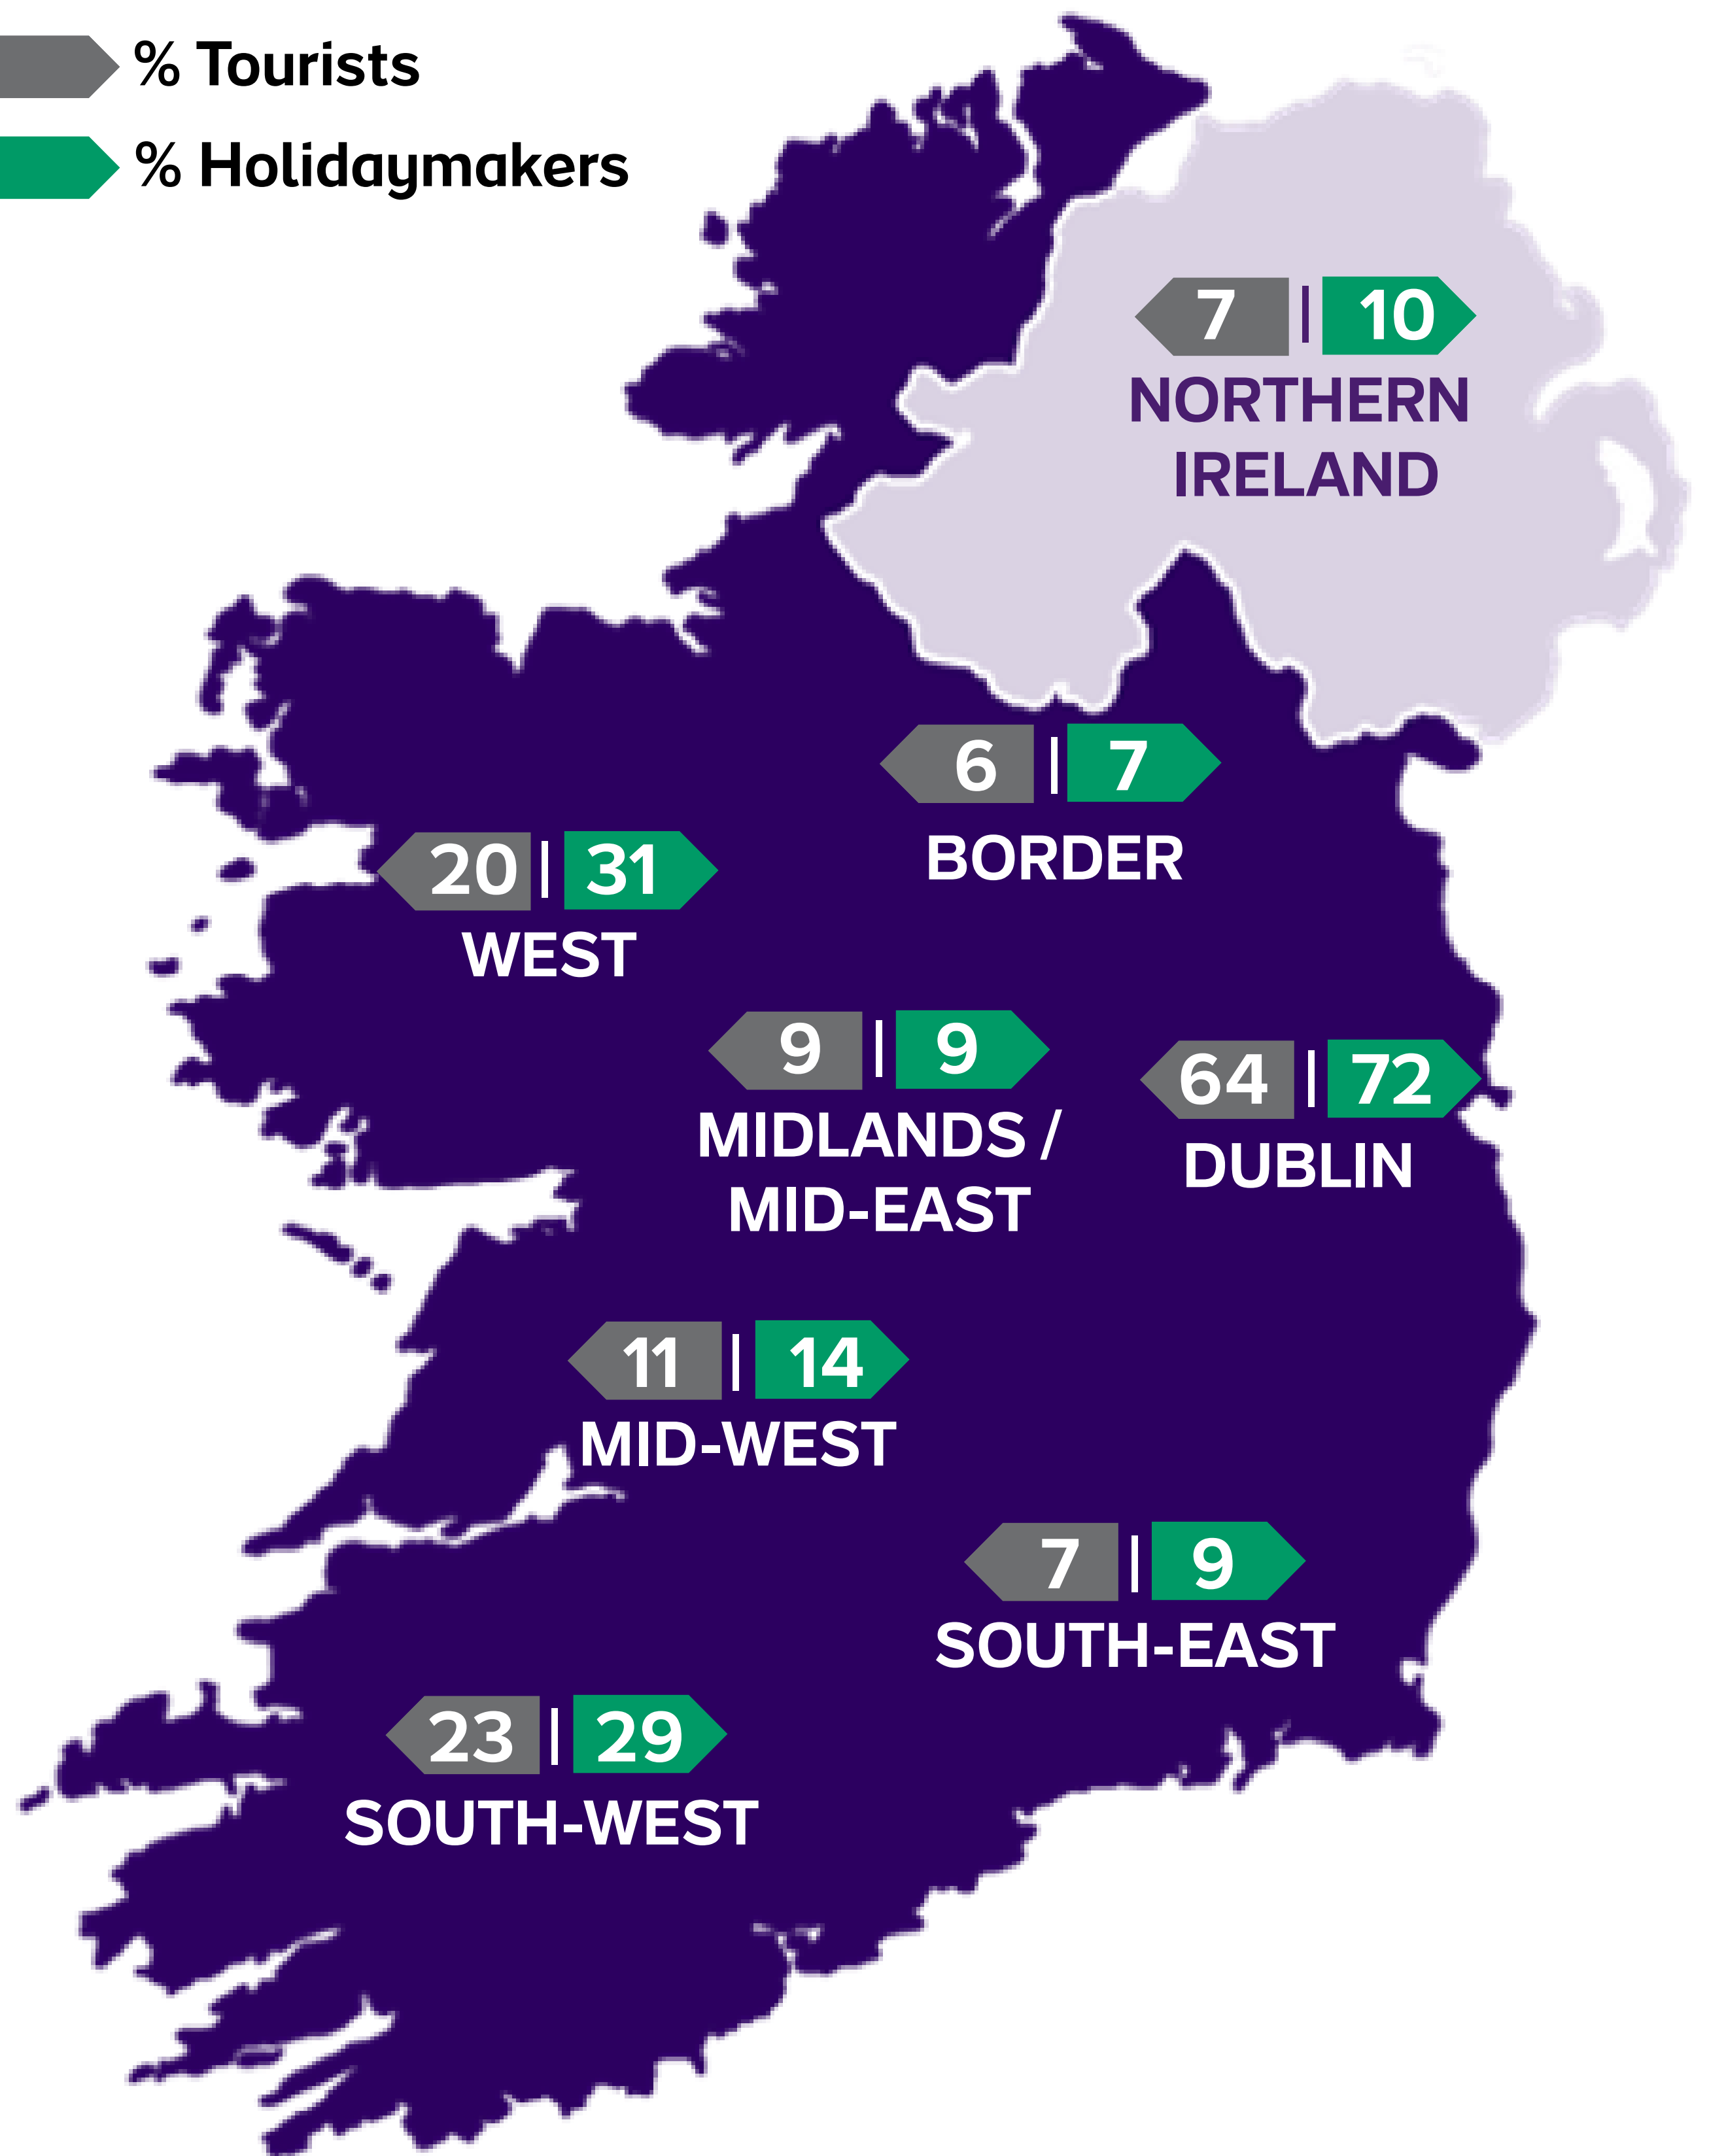 % Tourists
% Holidaymakers
7 | 10
NORTHERN
IRELAND
6 | 7
BORDER
20 | 31
WEST
9 | 9
MIDLANDS /
MID-EAST
64 | 72
DUBLIN
11 | 14
MID-WEST
7 | 9
SOUTH-EAST
23 | 29
SOUTH-WEST